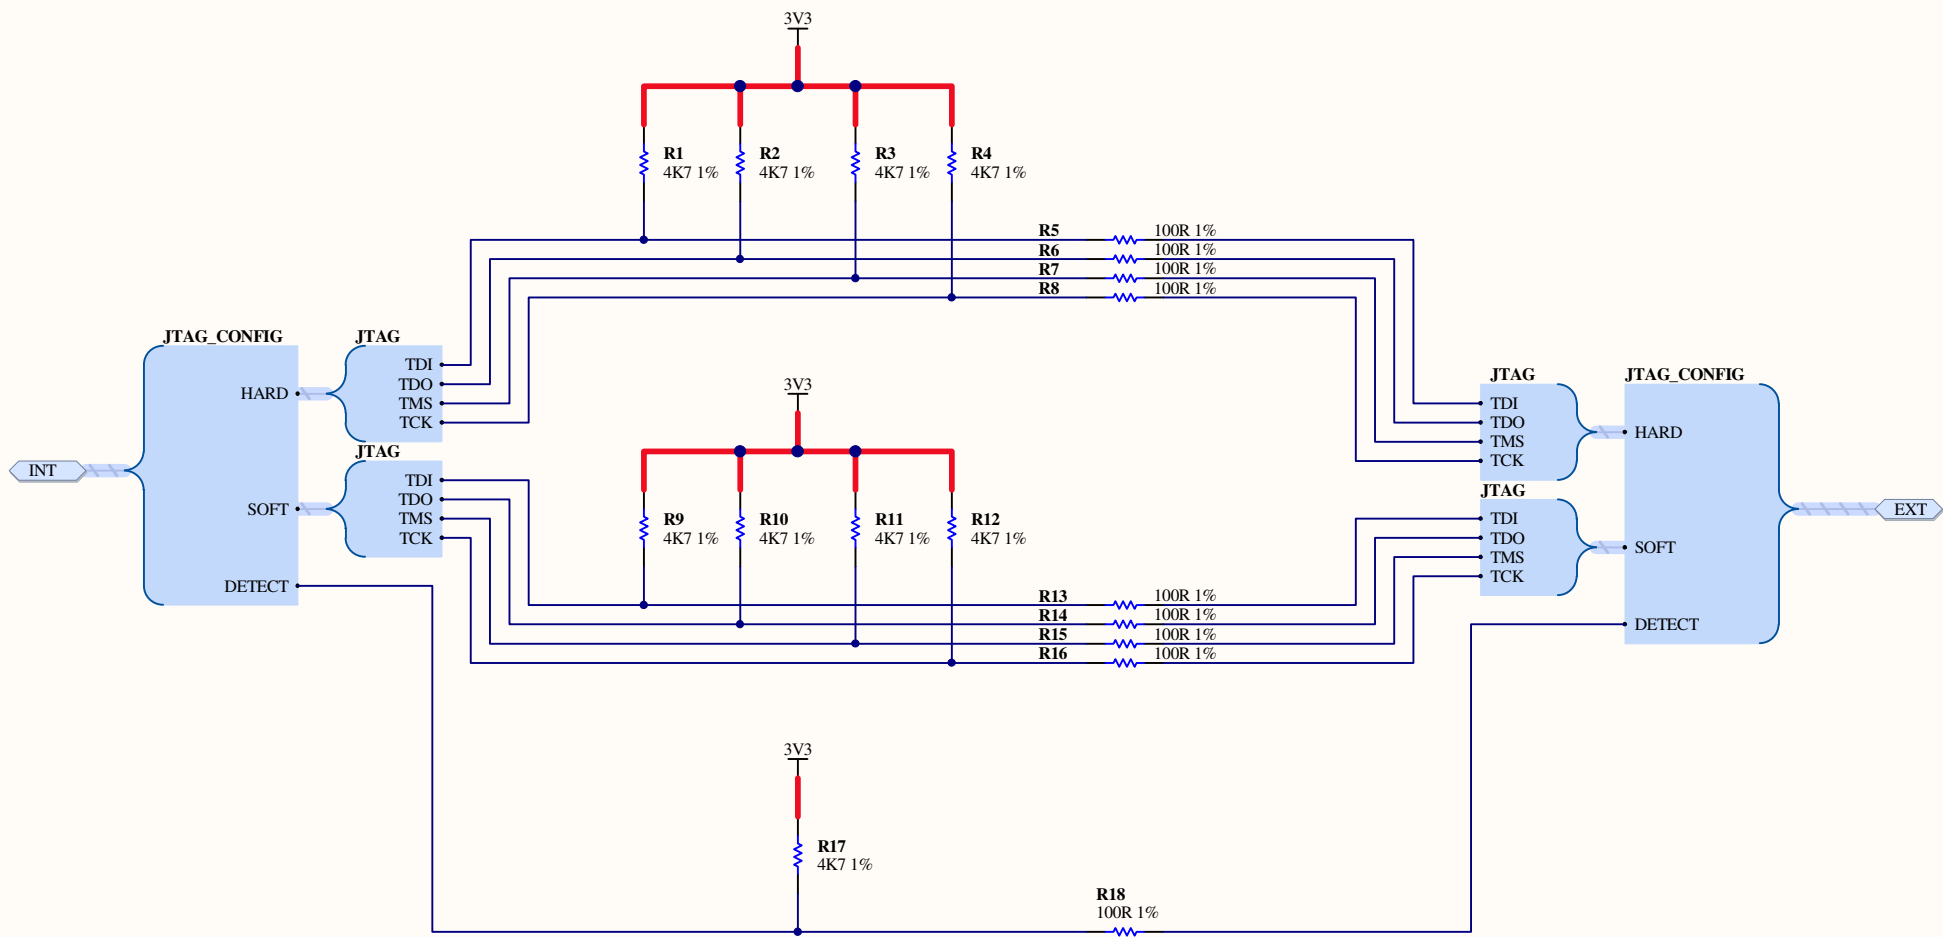 3V3
R1
4K7 1%
R2
4K7 1%
R3
4K7 1%
R4
4K7 1%
R5 100R 1%
R6 100R 1%
R7 100R 1%
R8 100R 1%
JTAG_CONFIG
HARD
SOFT
DETECT
INT
JTAG
TDI
TDO
TMS
TCK
JTAG
TDI
TDO
TMS
TCK
3V3
R9
4K7 1%
R10
4K7 1%
R11
4K7 1%
R12
4K7 1%
R13 100R 1%
R14 100R 1%
R15 100R 1%
R16 100R 1%
JTAG
TDI
TDO
TMS
TCK
JTAG
TDI
TDO
TMS
TCK
JTAG_CONFIG
HARD
SOFT
DETECT
EXT
3V3
R17
4K7 1%
R18
100R 1%